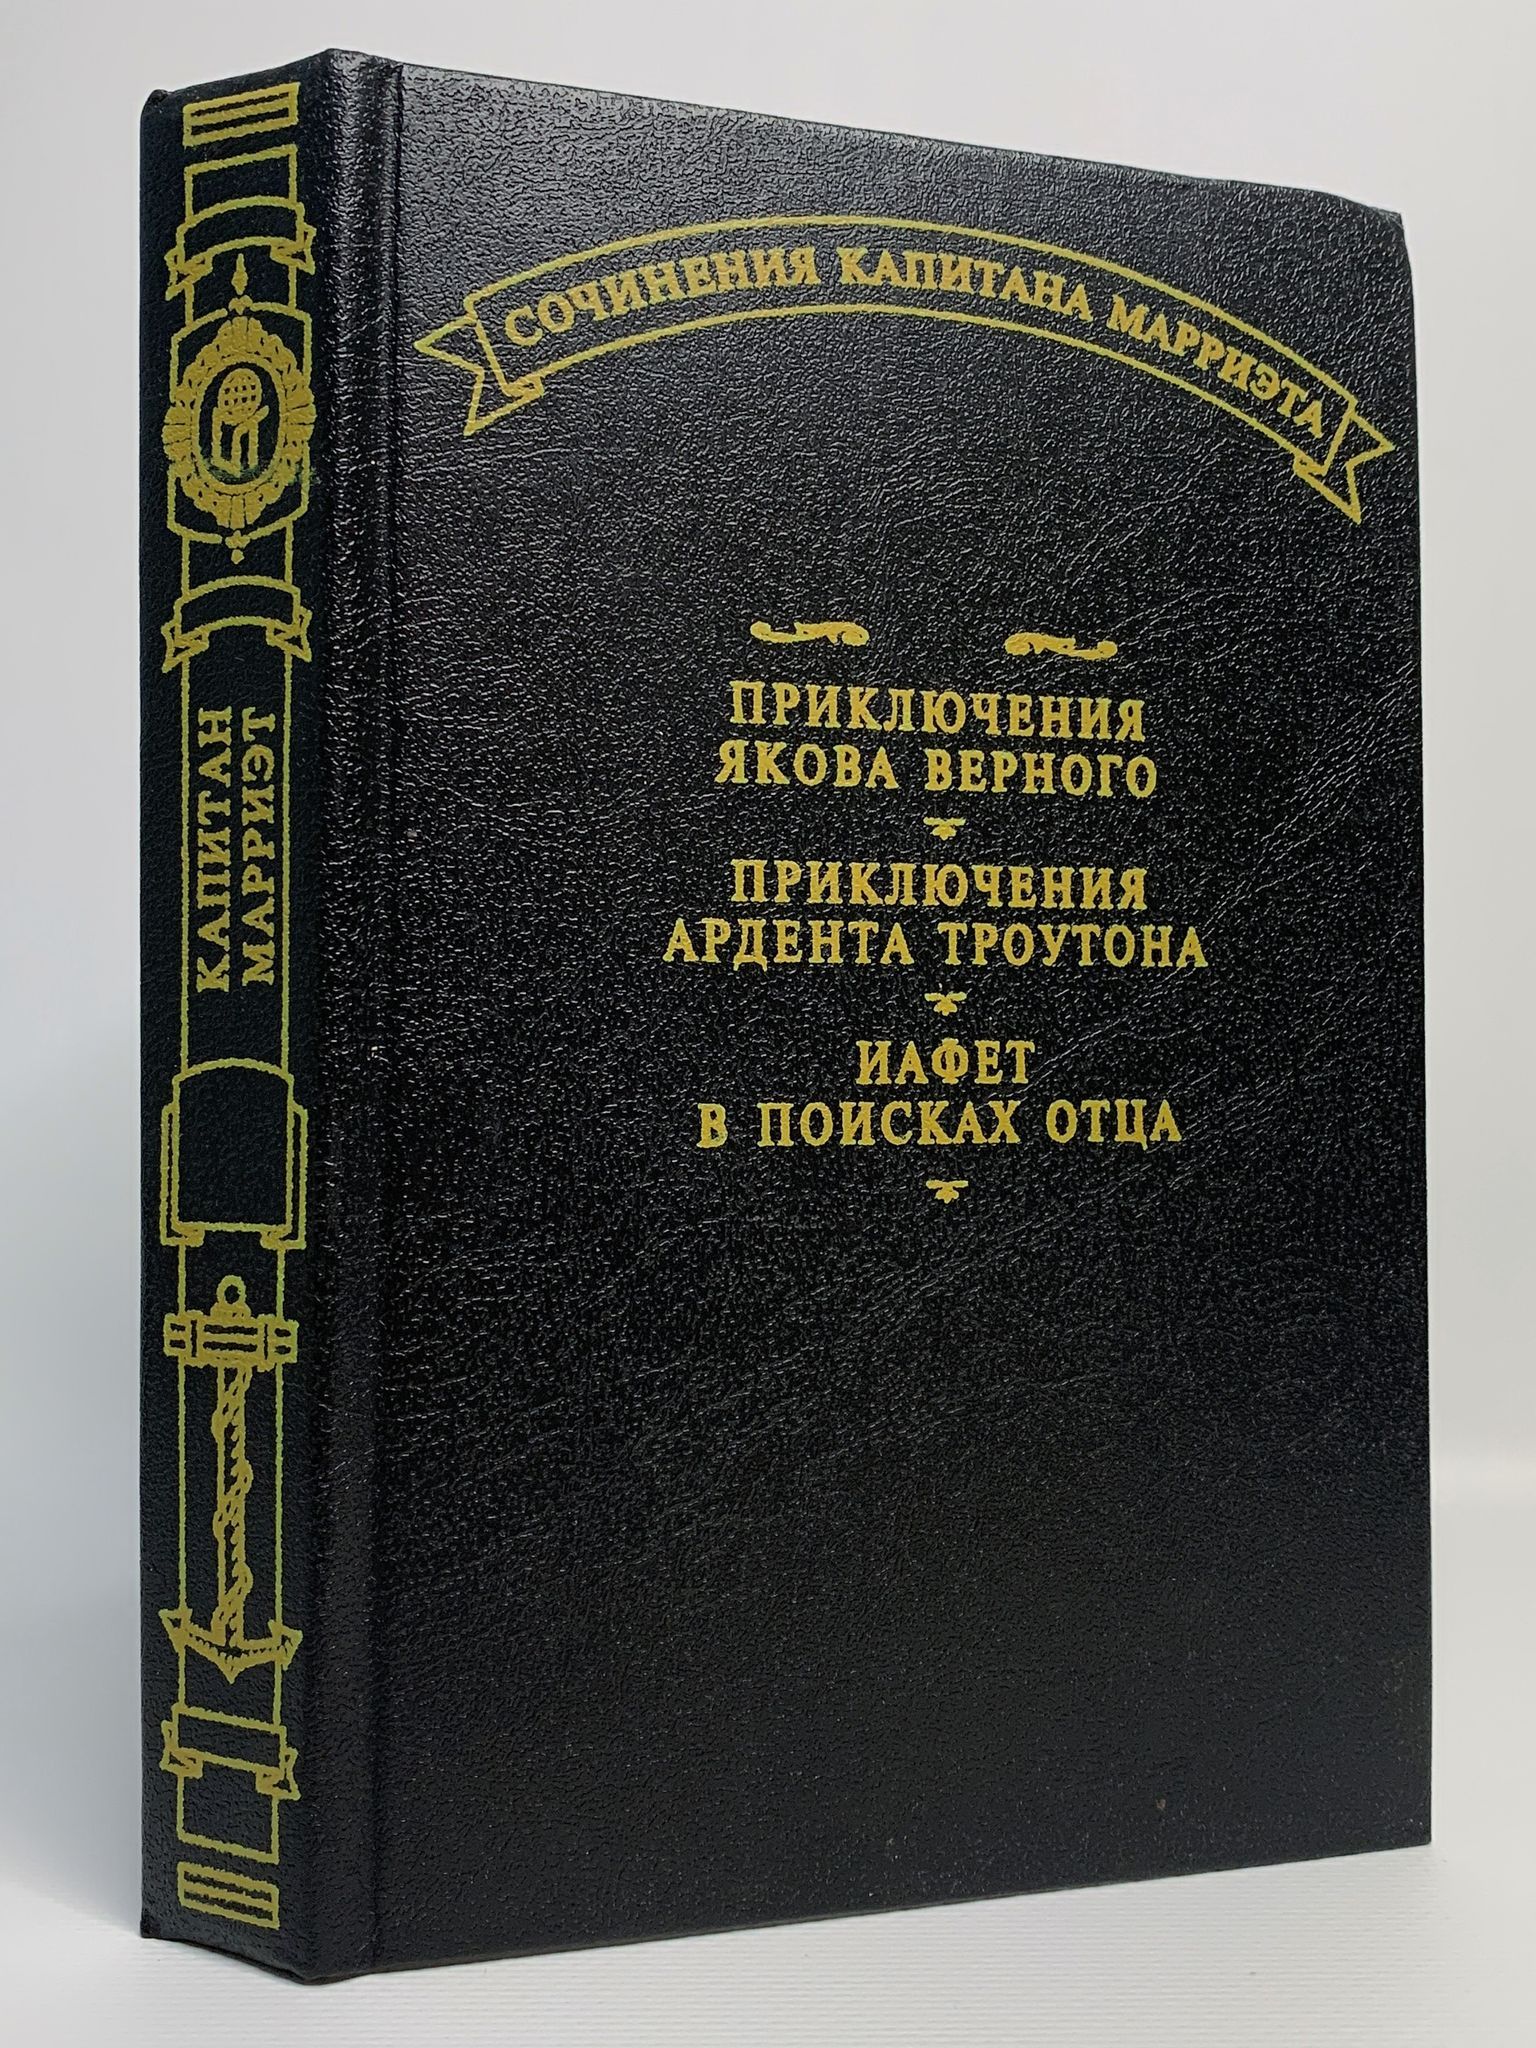 КАПИТАН
МАРРИЭТ
СОЧИНЕНИЯ КАПИТАНА МАРРИЭТА
ПРИКЛЮЧЕНИЯ
ЯКОВА ВЕРНОГО
ПРИКЛЮЧЕНИЯ
АРДЕНТА ТРОУТОНА
ИАФЕТ
В ПОИСКАХ ОТЦА